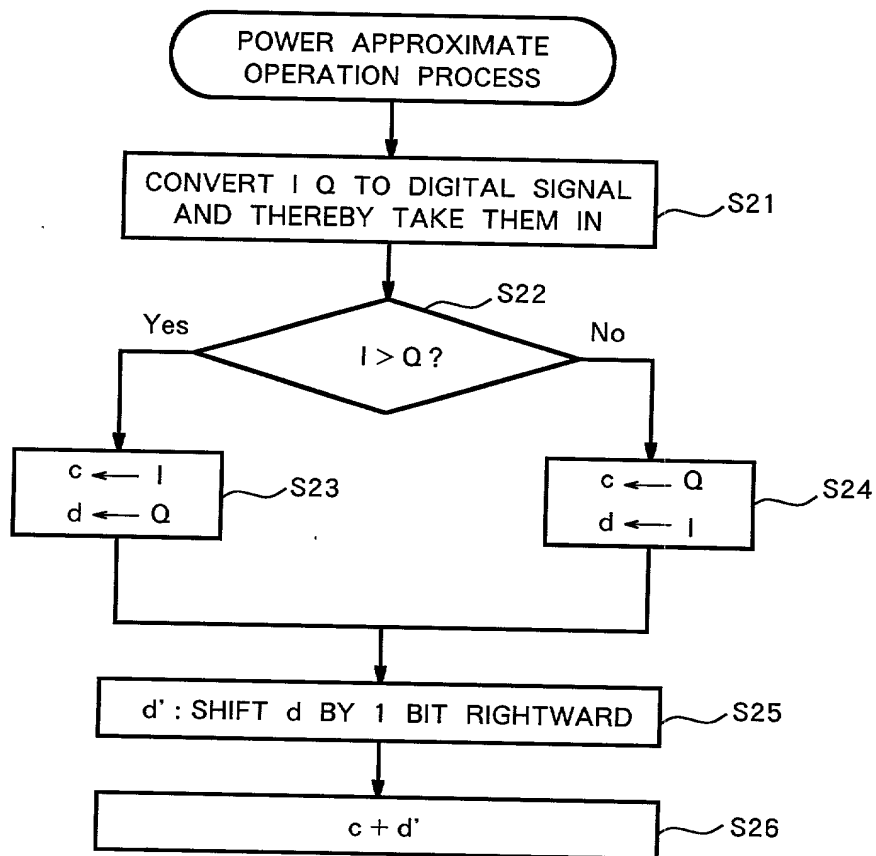 POWER APPROXIMATE
OPERATION PROCESS
CONVERT I Q TO DIGITAL SIGNAL
AND THEREBY TAKE THEM IN
S21
S22
Yes
I > Q ?
No
c ← I
d ← Q
S23
c ← Q
d ← I
S24
d' : SHIFT d BY 1 BIT RIGHTWARD
S25
c + d'
S26